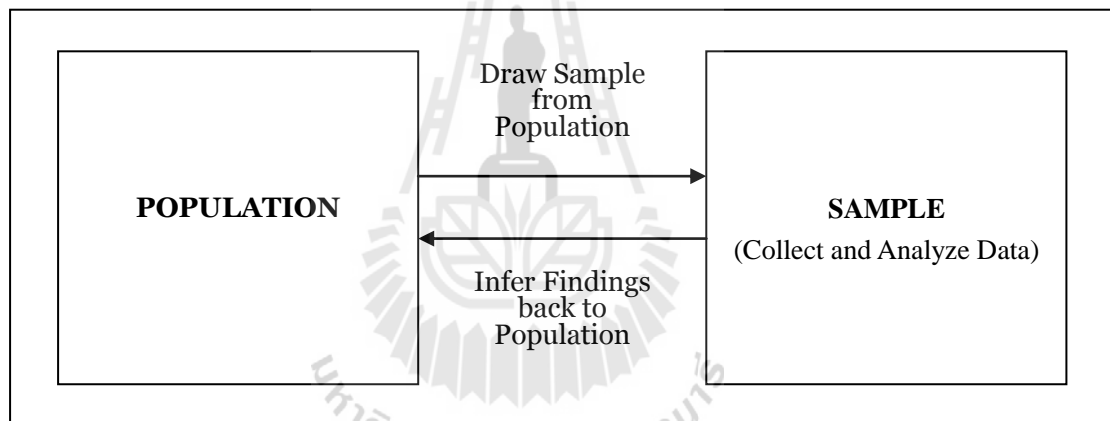 Draw Sample
from
Population
POPULATION
SAMPLE
(Collect and Analyze Data)
Infer Findings
back to
Population